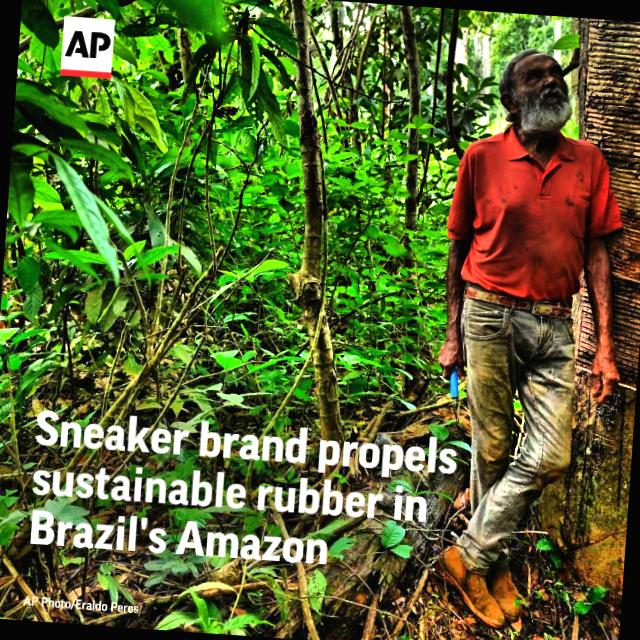 AP
Sneaker brand propels
sustainable rubber in
Brazil's Amazon
AP Photo/Eraldo Peres